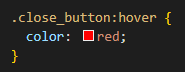 .close_button:hover {
  color: red;
}